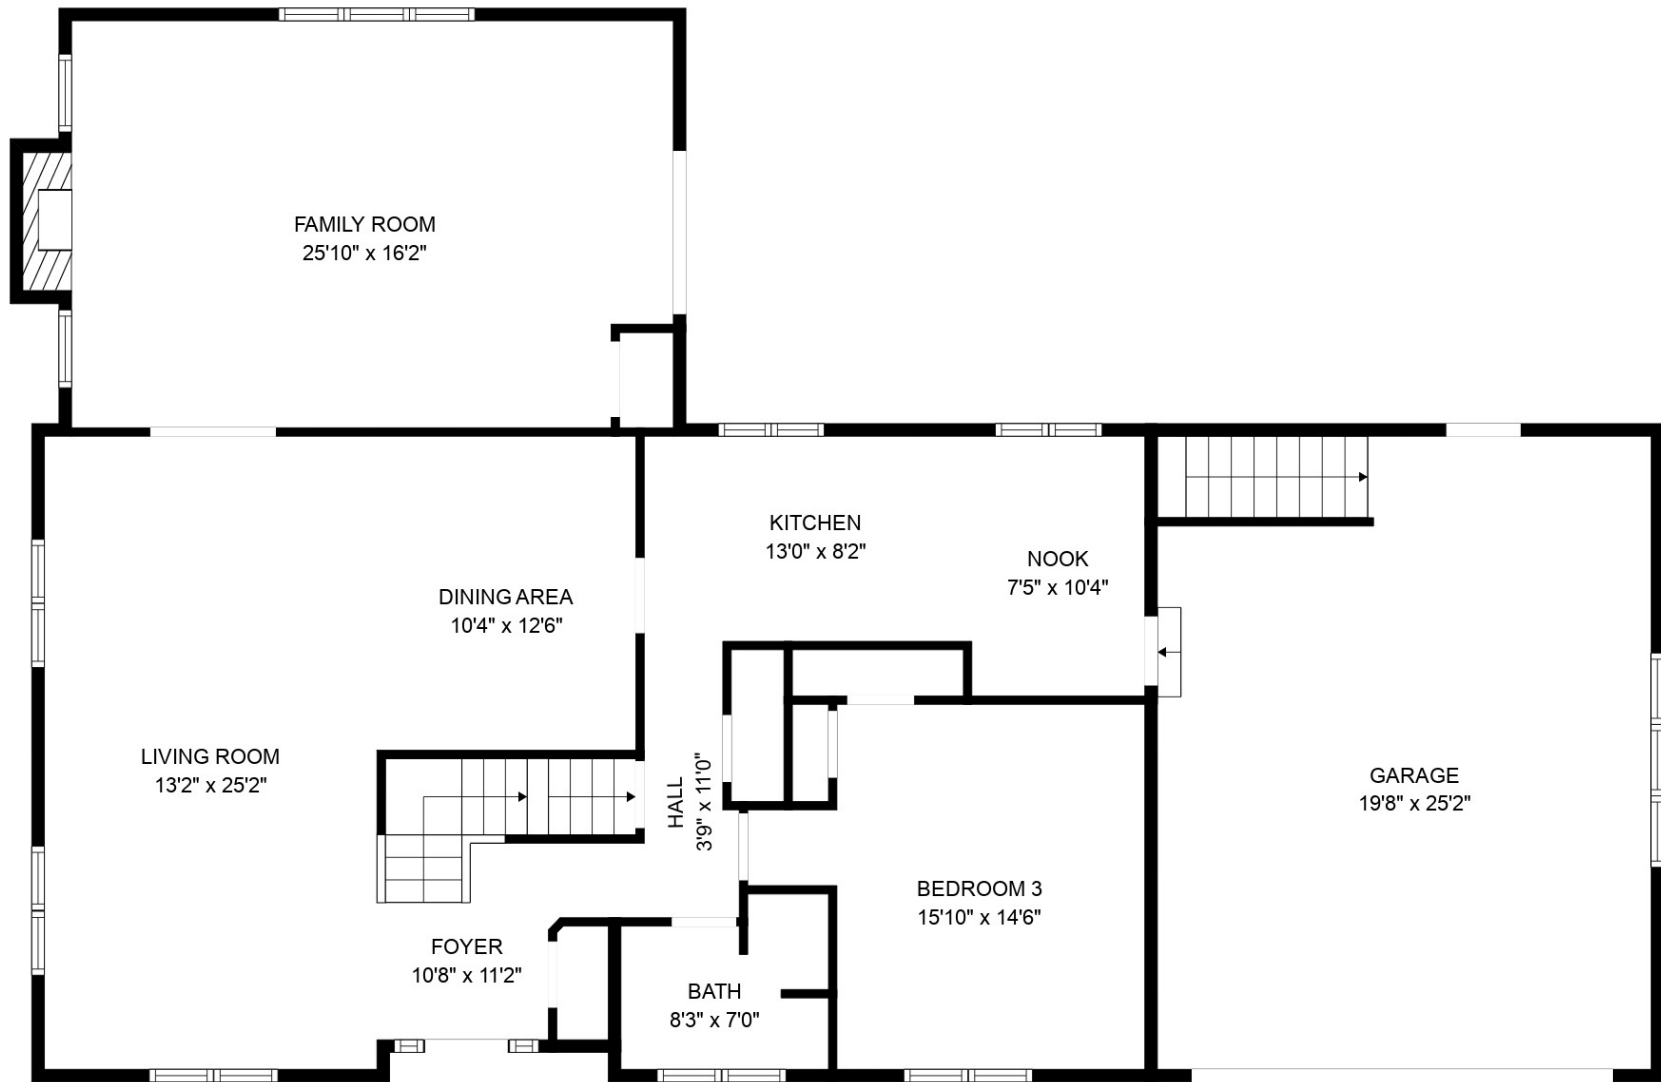 FAMILY ROOM
25'10" x 16'2"
KITCHEN
13'0" x 8'2"
NOOK
7'5" x 10'4"
DINING AREA
10'4" x 12'6"
LIVING ROOM
13'2" x 25'2"
HALL
3'9" x 11'0"
GARAGE
19'8" x 25'2"
BEDROOM 3
15'10" x 14'6"
FOYER
10'8" x 11'2"
BATH
8'3" x 7'0"